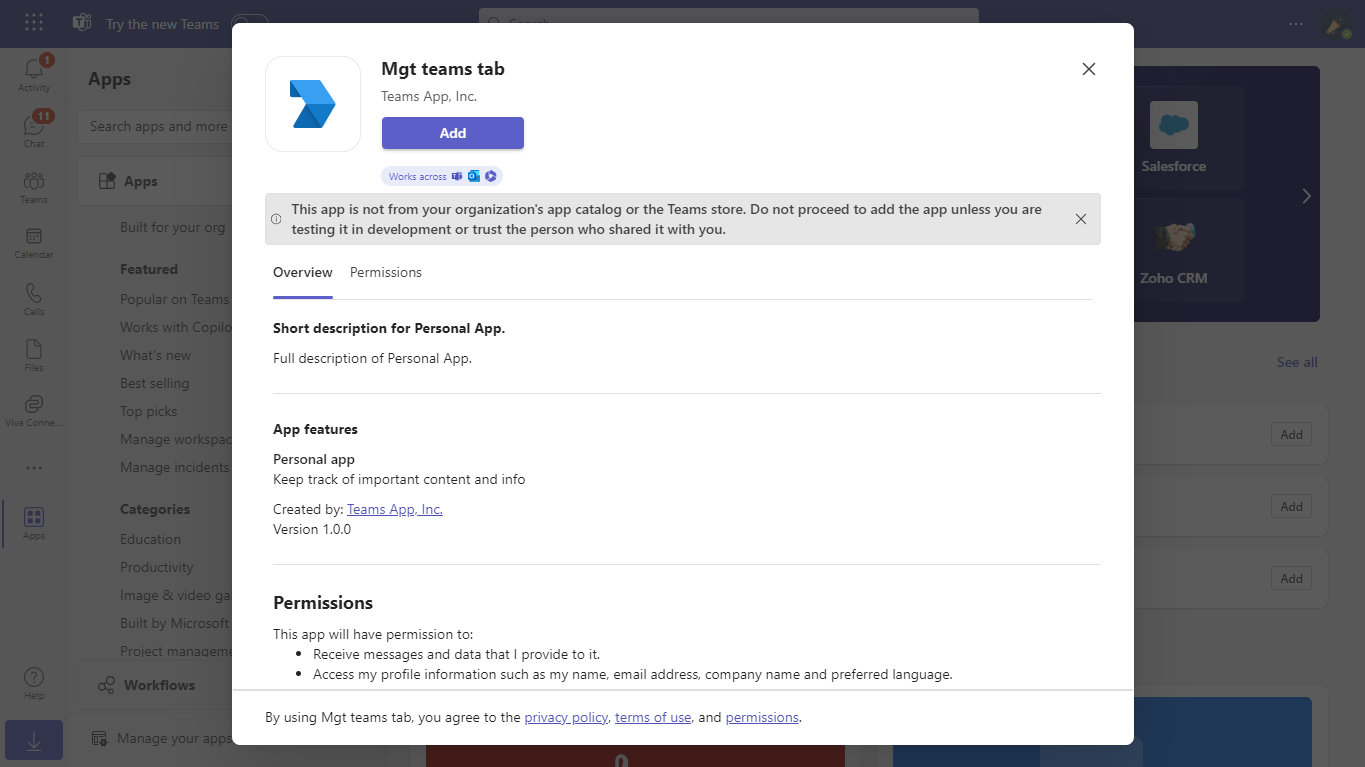 Try the new Teams
Search
Apps
Search apps and more
Apps
Built for your org
Featured
Popular on Teams
Works with Copilo
What's new
Best selling
Top picks
Manage workspac
Manage incidents
Categories
Education
Productivity
Image & video ga
Built by Microsoft
Project manageme
Workflows
Manage your apps
1
Activity
11
Chat
Teams
Calendar
Calls
Files
Viva Conne...
Apps
Help
Mgt teams tab
Teams App, Inc.
Add
Works across
This app is not from your organization's app catalog or the Teams store. Do not proceed to add the app unless you are
testing it in development or trust the person who shared it with you.
Overview
Permissions
Short description for Personal App.
Full description of Personal App.
App features
Personal app
Keep track of important content and info
Created by: Teams App, Inc.
Version 1.0.0
Permissions
This app will have permission to:
Receive messages and data that I provide to it.
Access my profile information such as my name, email address, company name and preferred language.
By using Mgt teams tab, you agree to the privacy policy, terms of use, and permissions.
Salesforce
Zoho CRM
See all
Add
Add
Add